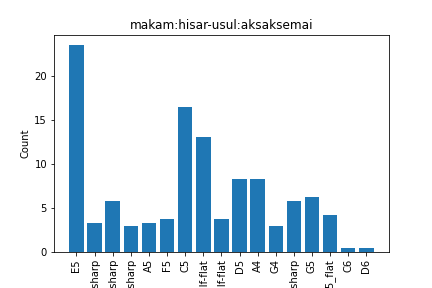 makam:hisar-usul:aksaksemai
Count
20
15
10
5
0
E5
sharp
sharp
sharp
A5
F5
C5
lf-flat
lf-flat
D5
A4
G4
sharp
G5
5_flat
C6
D6